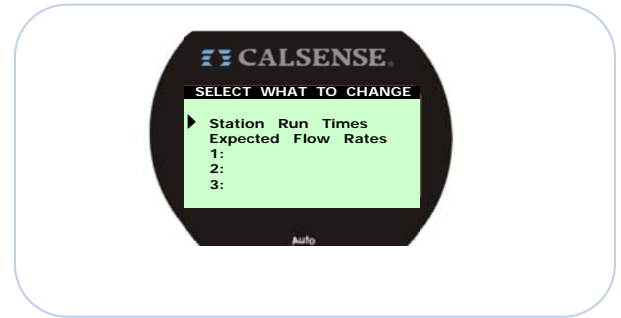 CALSENSE®
SELECT WHAT TO CHANGE
Station Run Times
Expected Flow Rates
1:
2:
3:
Auto